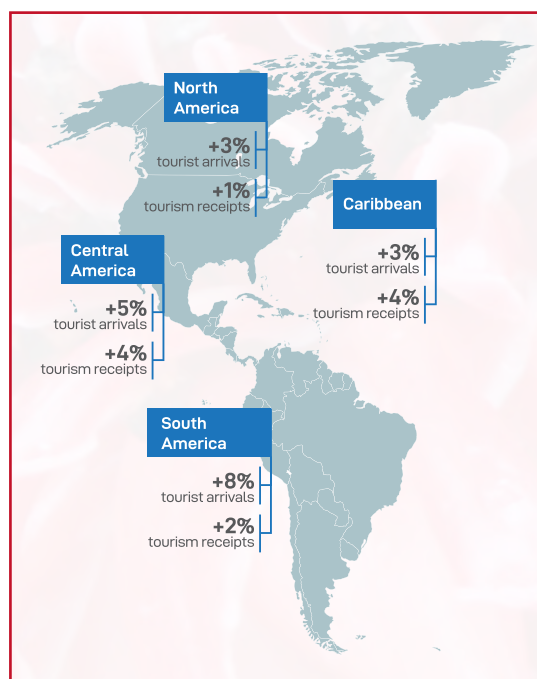 North
America
+3%
tourist arrivals
+1%
tourism receipts
Caribbean
+3%
tourist arrivals
+4%
tourism receipts
Central
America
+5%
tourist arrivals
+4%
tourism receipts
South
America
+8%
tourist arrivals
+2%
tourism receipts